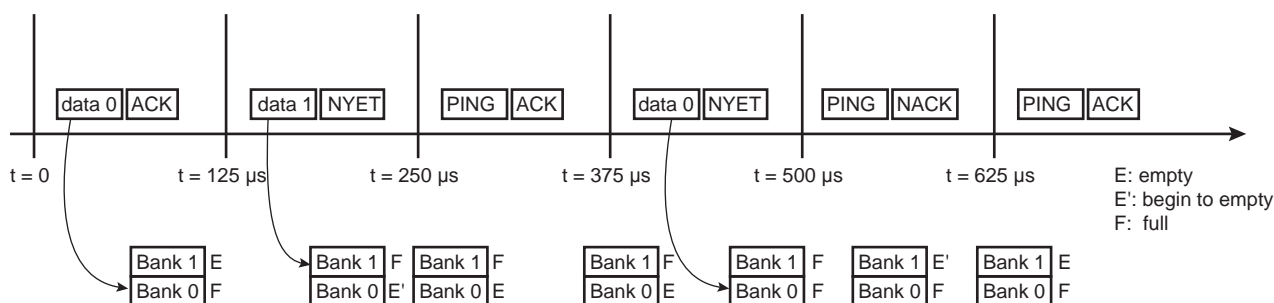 data 0 ACK data 1 NYET PING ACK data 0 NYET PING NACK PING ACK
t = 0 t = 125 μs t = 250 μs t = 375 μs t = 500 μs t = 625 μs
E: empty
E': begin to empty
F: full
Bank 1 E Bank 1 F Bank 1 F Bank 1 F Bank 1 F Bank 1 E' Bank 1 E
Bank 0 F Bank 0 E' Bank 0 E Bank 0 E Bank 0 F Bank 0 F Bank 0 F